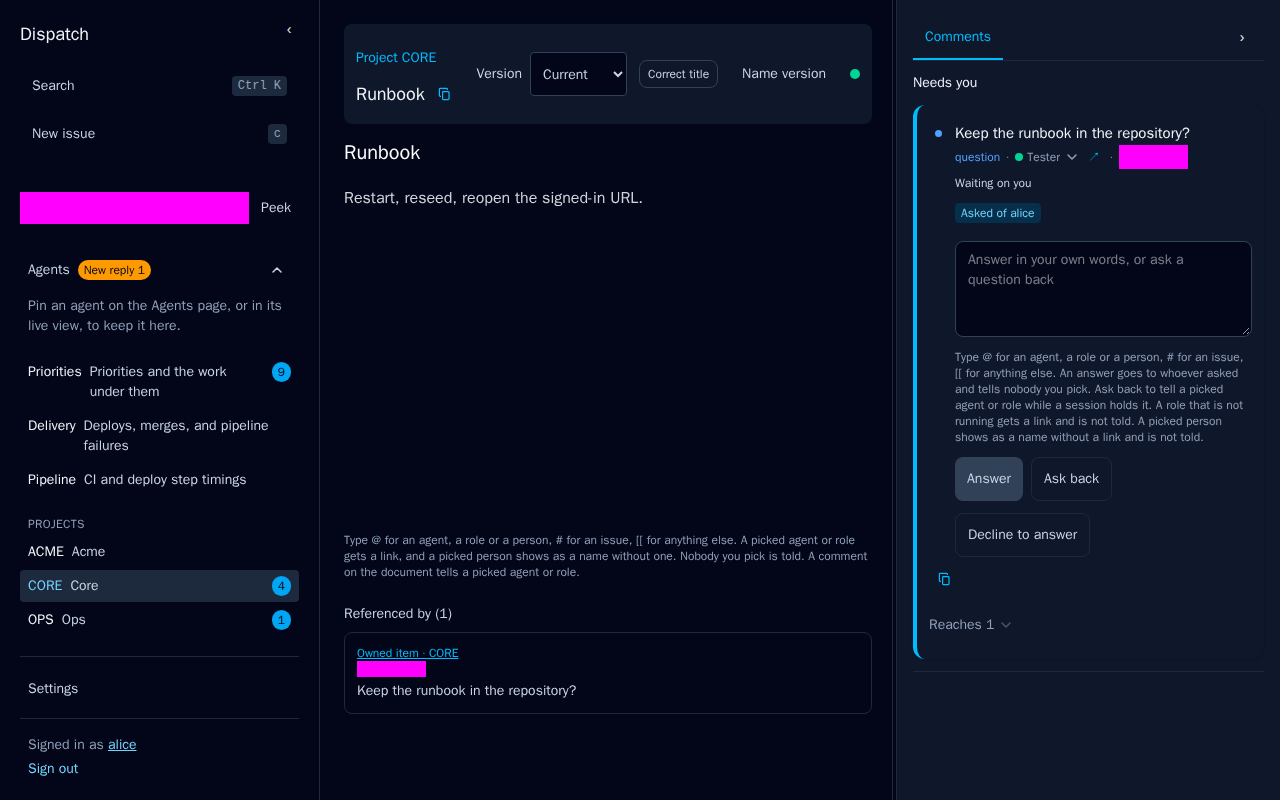 Dispatch
Search
Ctrl K
New issue
C
Peek
Agents
New reply 1
Pin an agent on the Agents page, or in its
live view, to keep it here.
Priorities
Priorities and the work
under them
9
Delivery
Deploys, merges, and pipeline
failures
Pipeline
CI and deploy step timings
PROJECTS
ACME Acme
CORE Core
4
OPS Ops
1
Settings
Signed in as alice
Sign out
Project CORE
Runbook
Version
Current
Correct title
Name version
Runbook
Restart, reseed, reopen the signed-in URL.
Type @ for an agent, a role or a person, # for an issue, [[ for anything else. A picked agent or role
gets a link, and a picked person shows as a name without one. Nobody you pick is told. A comment
on the document tells a picked agent or role.
Referenced by (1)
Owned item · CORE
Keep the runbook in the repository?
Comments
Needs you
Keep the runbook in the repository?
question · Tester ↗ ·
Waiting on you
Asked of alice
Answer in your own words, or ask a
question back
Type @ for an agent, a role or a person, # for an issue,
[[ for anything else. An answer goes to whoever asked
and tells nobody you pick. Ask back to tell a picked
agent or role while a session holds it. A role that is not
running gets a link and is not told. A picked person
shows as a name without a link and is not told.
Answer
Ask back
Decline to answer
Reaches 1